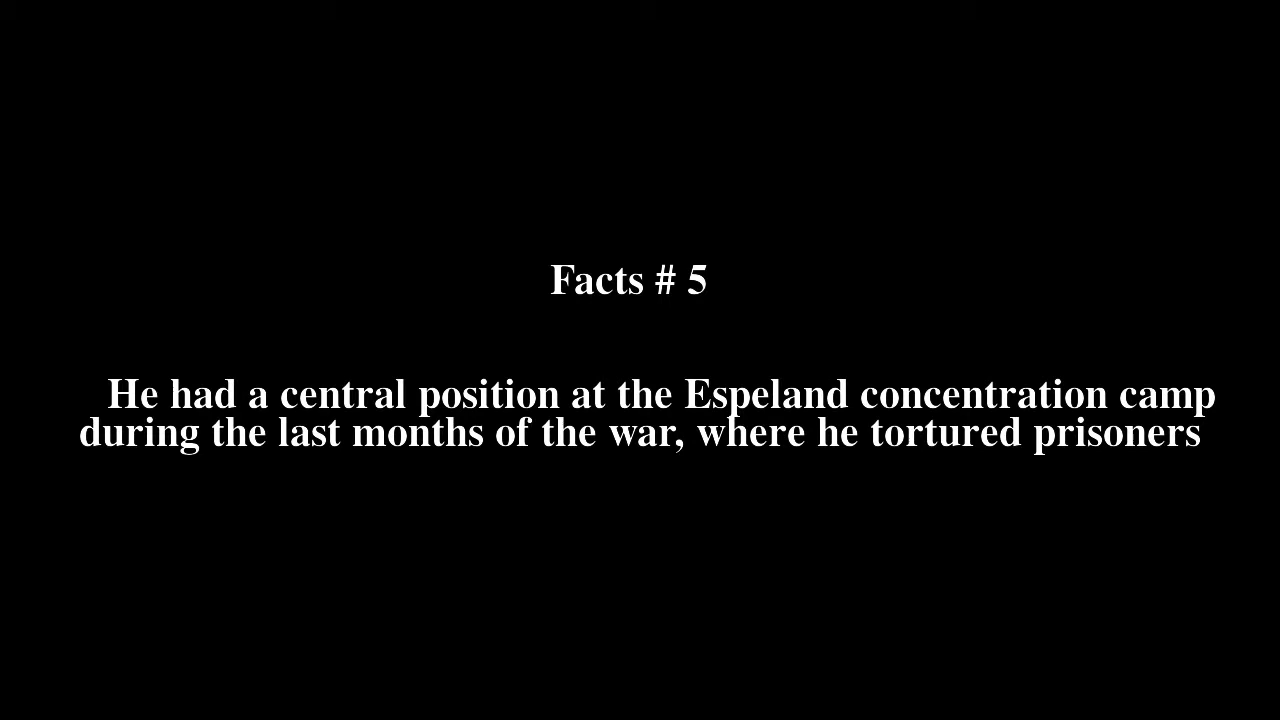 Facts # 5
He had a central position at the Espeland concentration camp
during the last months of the war, where he tortured prisoners